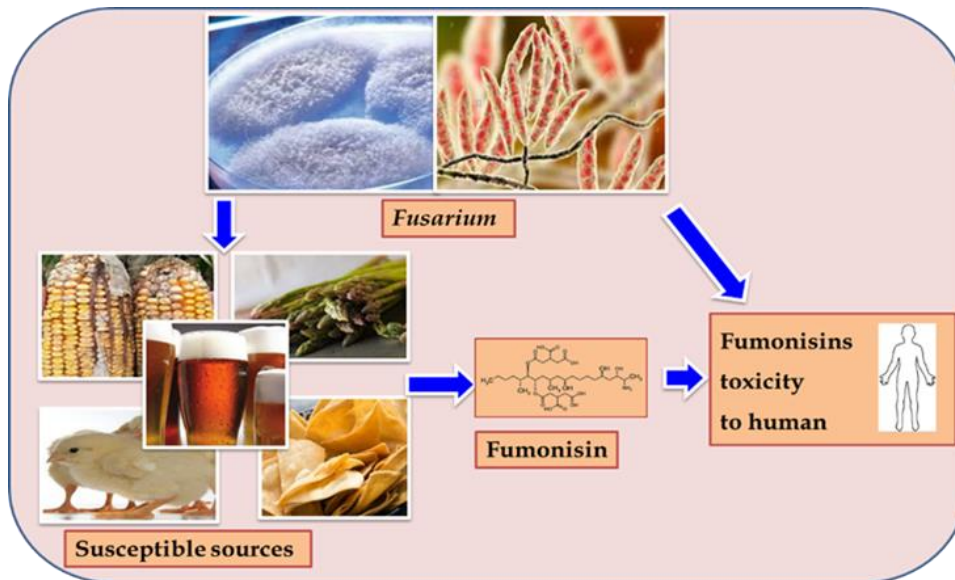 Fusarium
Fumonisin
Fumonisins
toxicity
to human
Susceptible sources